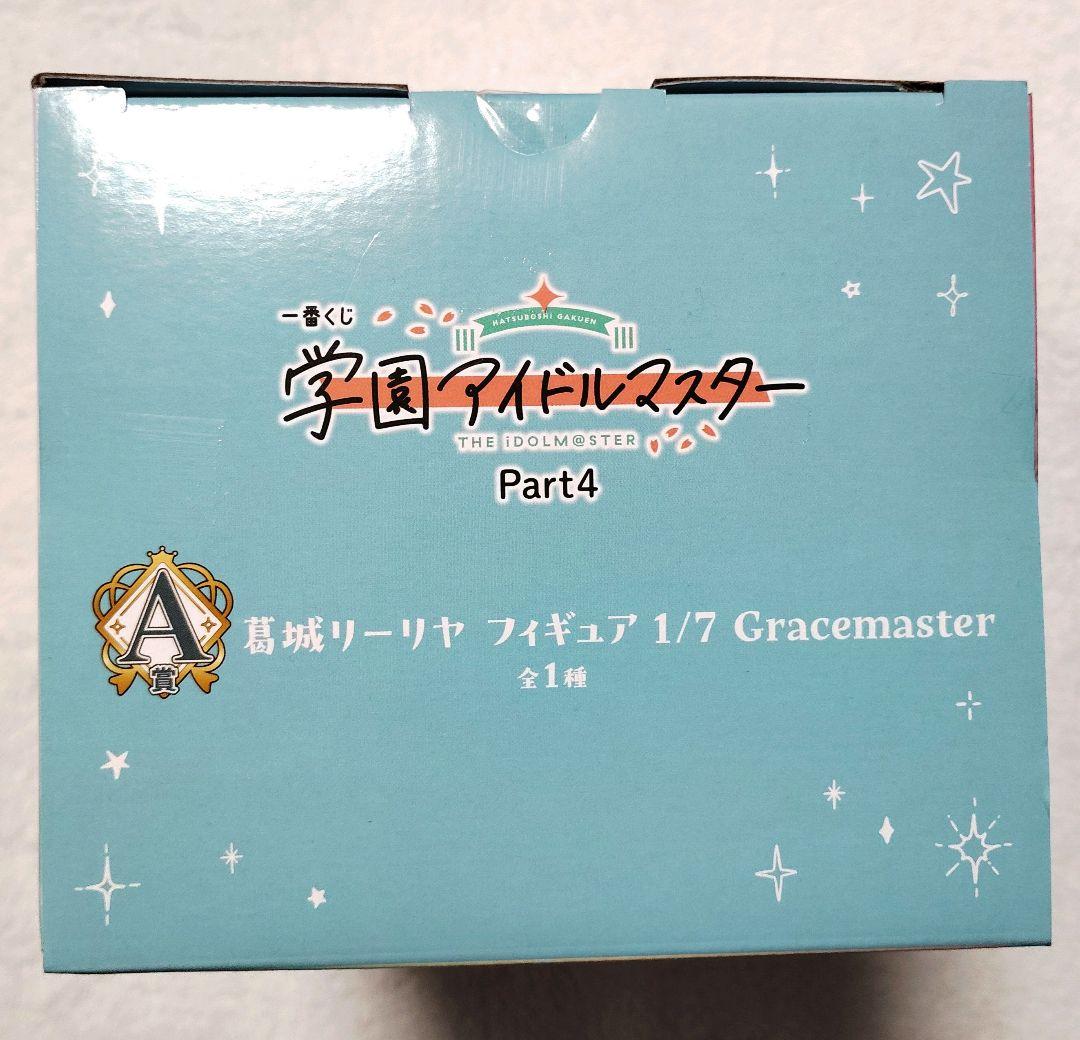 一番くじ
HATSUBOSHI GAKUEN
学園アイドルマスター
THE iDOLM@STER
Part4
A賞
葛城リーリヤ フィギュア 1/7 Gracemaster
全1種